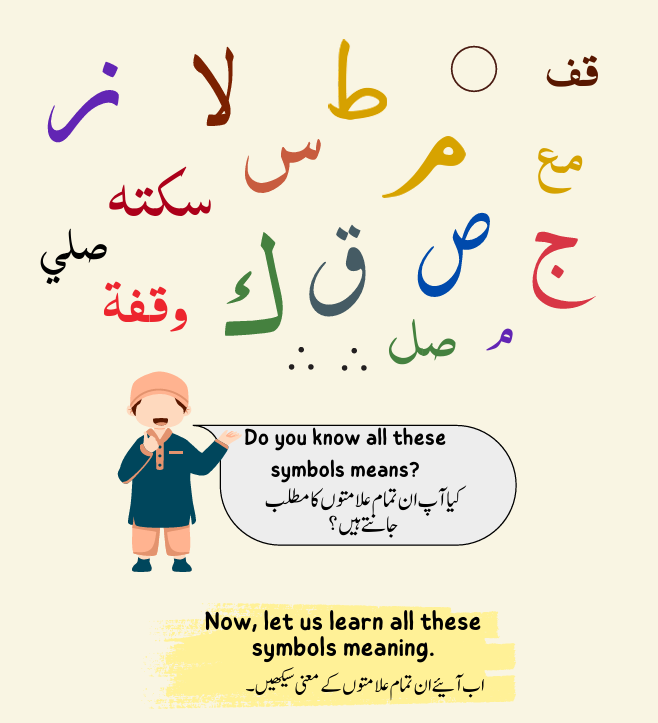 قف ○ ط لا ز
مع م س
سكته
ج ص ق ك صلي
وقفة
م صل ∴ ∴
Do you know all these
symbols means?
کیا آپ ان تمام علامتوں کا مطلب
جانتے ہیں؟
Now, let us learn all these
symbols meaning.
اب آیئے ان تمام علامتوں کے معنی سیکھیں۔